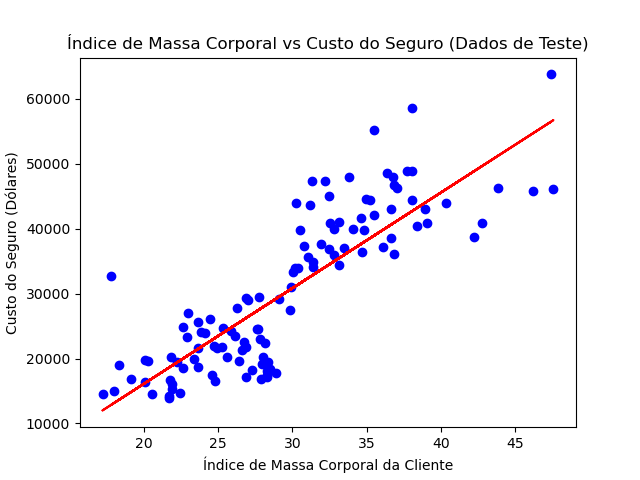 Índice de Massa Corporal vs Custo do Seguro (Dados de Teste)
Custo do Seguro (Dólares)
60000
50000
40000
30000
20000
10000
20 25 30 35 40 45
Índice de Massa Corporal da Cliente